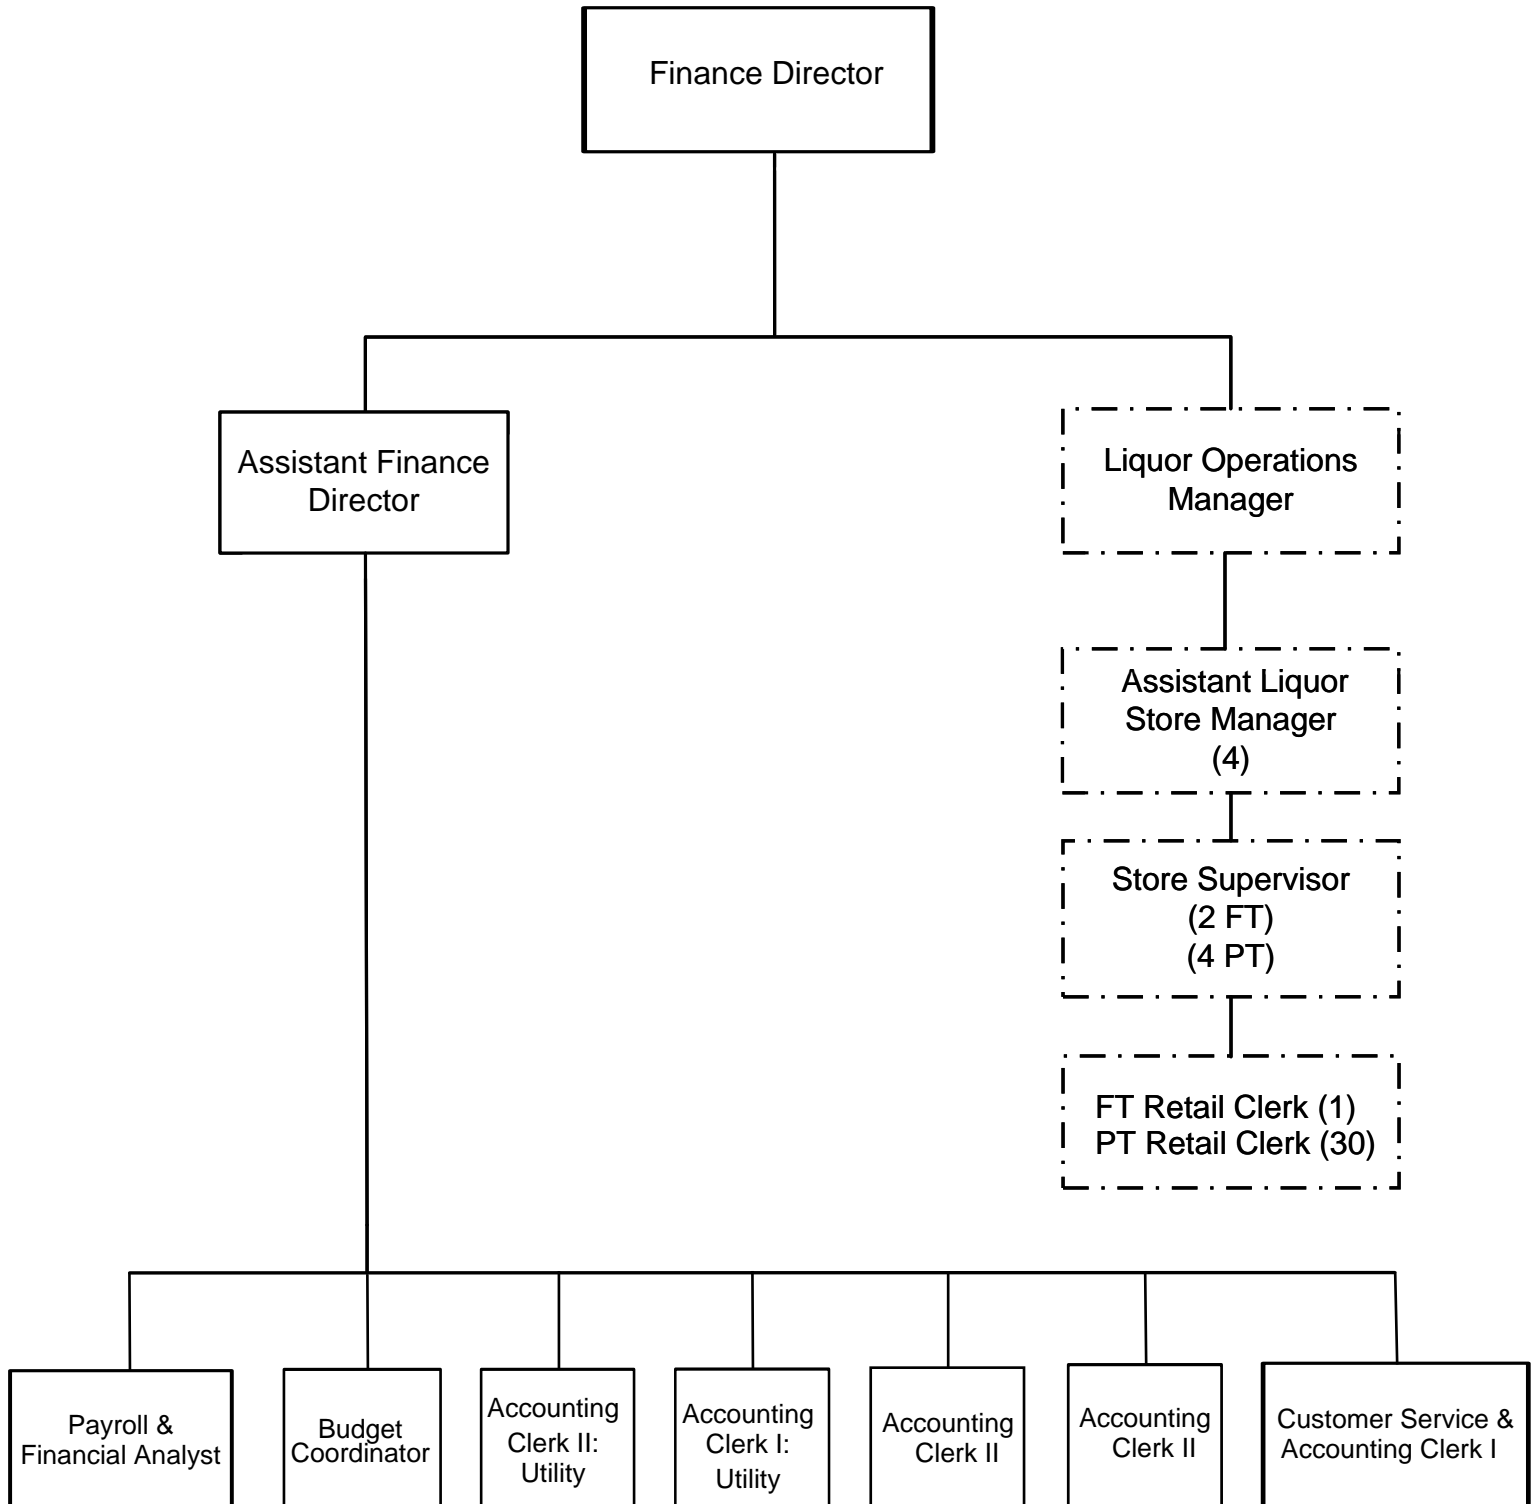 Finance Director
Assistant Finance
Director
Liquor Operations
Manager
Assistant Liquor
Store Manager
(4)
Store Supervisor
(2 FT)
(4 PT)
FT Retail Clerk (1)
PT Retail Clerk (30)
Payroll &
Financial Analyst
Budget
Coordinator
Accounting
Clerk II:
Utility
Accounting
Clerk I:
Utility
Accounting
Clerk II
Accounting
Clerk II
Customer Service &
Accounting Clerk I